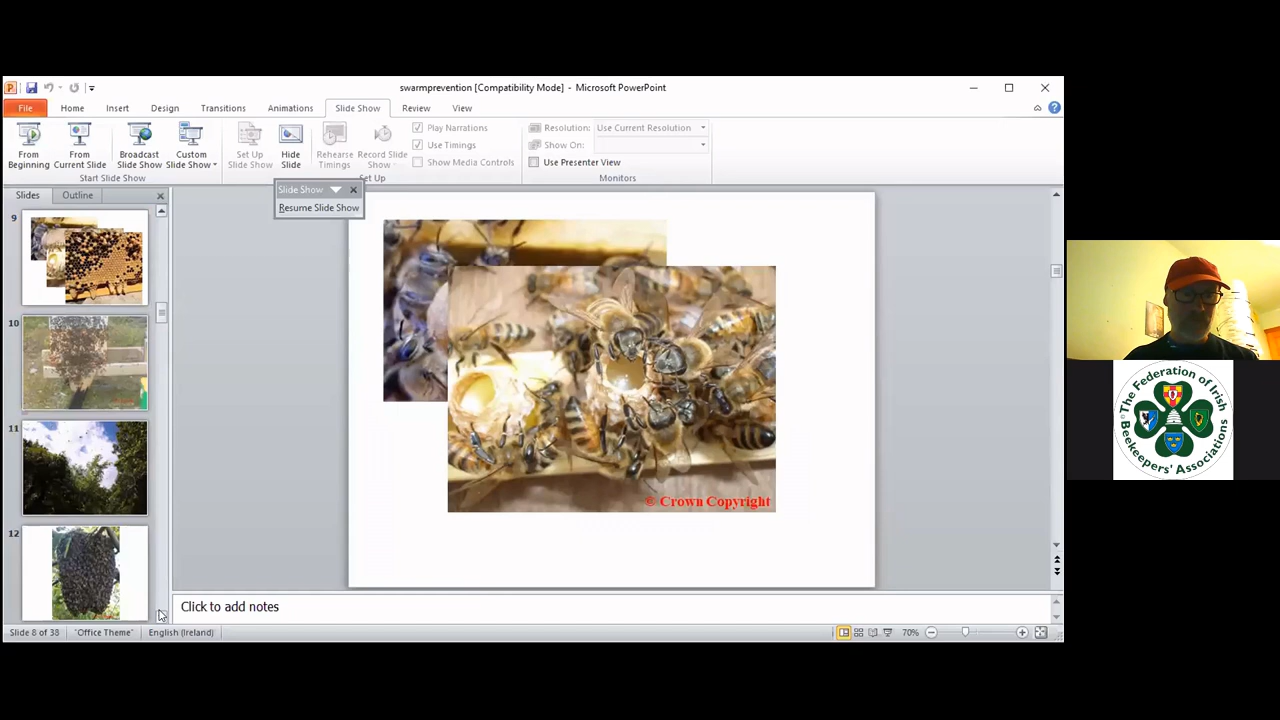 swarmprevention [Compatibility Mode] - Microsoft PowerPoint
File Home Insert Design Transitions Animations Slide Show Review View
From Beginning
From Current Slide
Broadcast Slide Show
Custom Slide Show
Set Up Slide Show
Hide Slide
Rehearse Timings
Record Slide Show
Play Narrations
Use Timings
Show Media Controls
Resolution: Use Current Resolution
Show On:
Use Presenter View
Start Slide Show
Set Up
Monitors
Slide Show
Resume Slide Show
Slides Outline
9
10
11
12
© Crown Copyright
Click to add notes
Slide 8 of 38 "Office Theme" English (Ireland) 70%
The Federation of Irish
Beekeepers' Associations